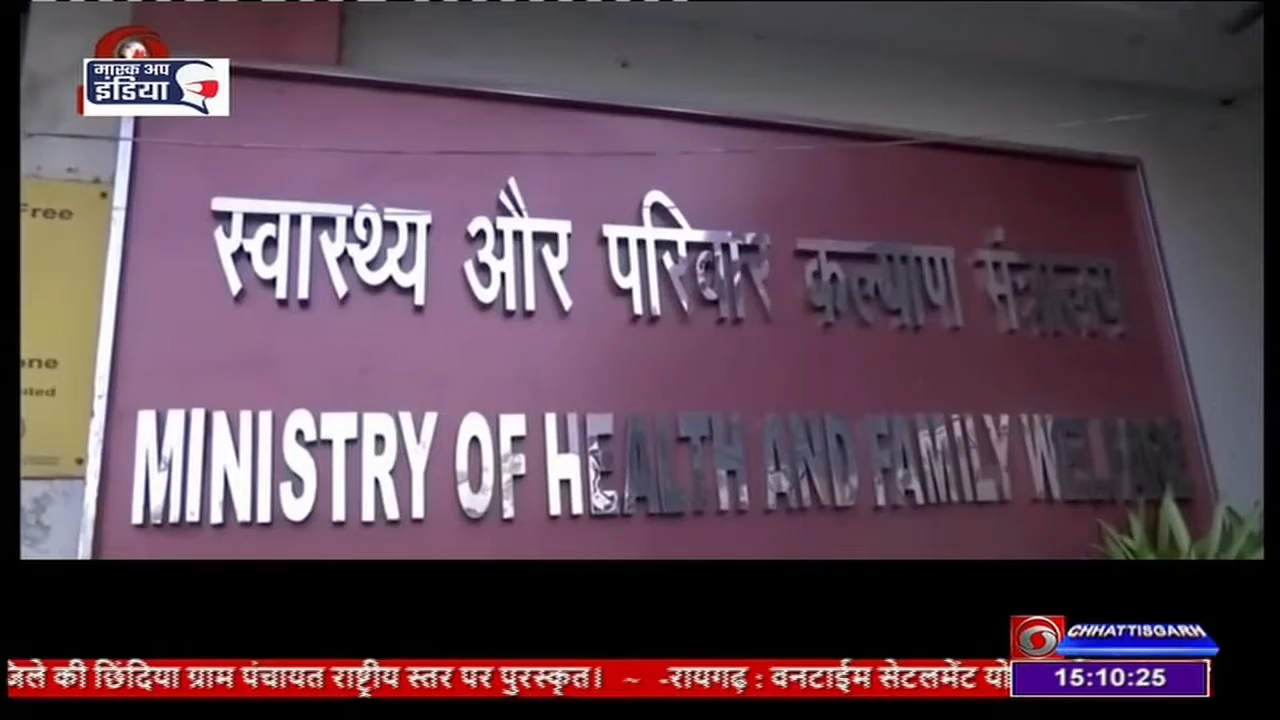 मास्क अप
इंडिया
Free
स्वास्थ्य और परिवार कल्याण मंत्रालय
MINISTRY OF HEALTH AND FAMILY WELFARE
CHHATTISGARH
जिले की छिंदिया ग्राम पंचायत राष्ट्रीय स्तर पर पुरस्कृत। ~ -रायगढ़ : वनटाईम सेटलमेंट
15:10:25